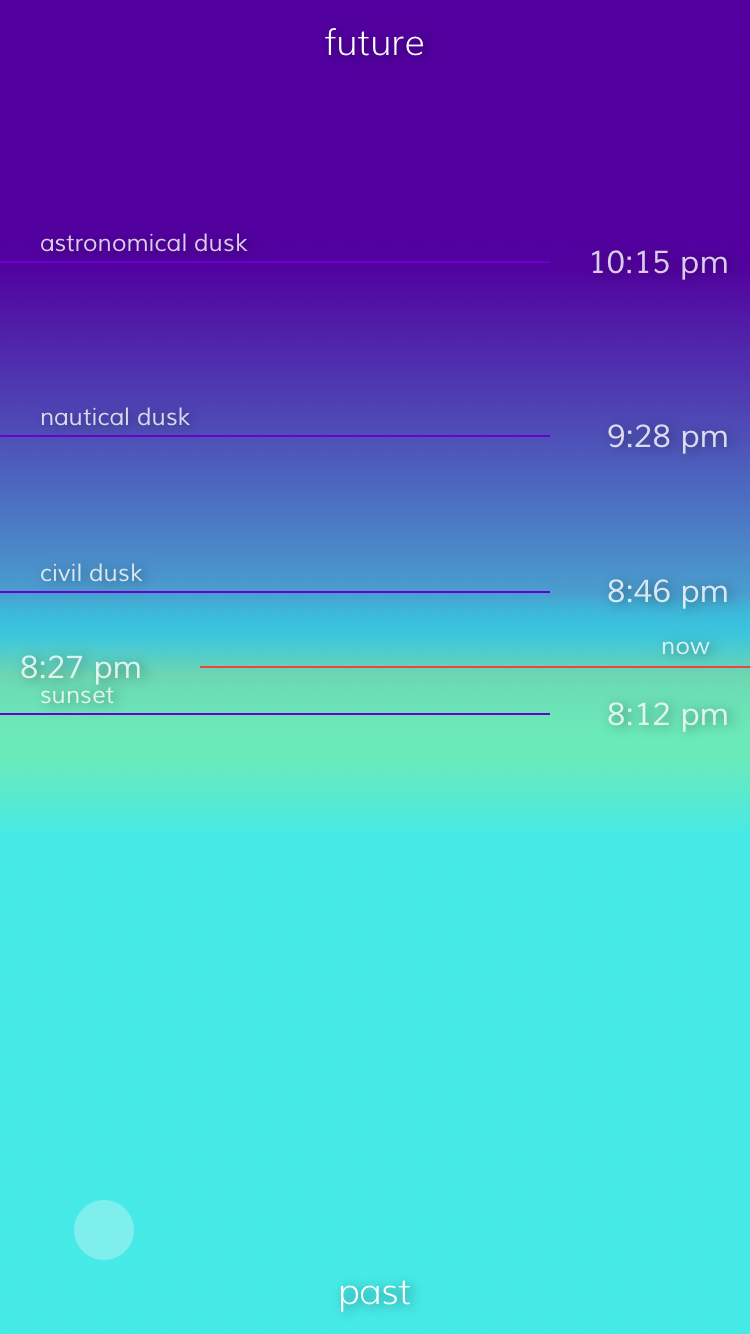 future
astronomical dusk
10:15 pm
nautical dusk
9:28 pm
civil dusk
8:46 pm
now
8:27 pm
sunset
8:12 pm
past